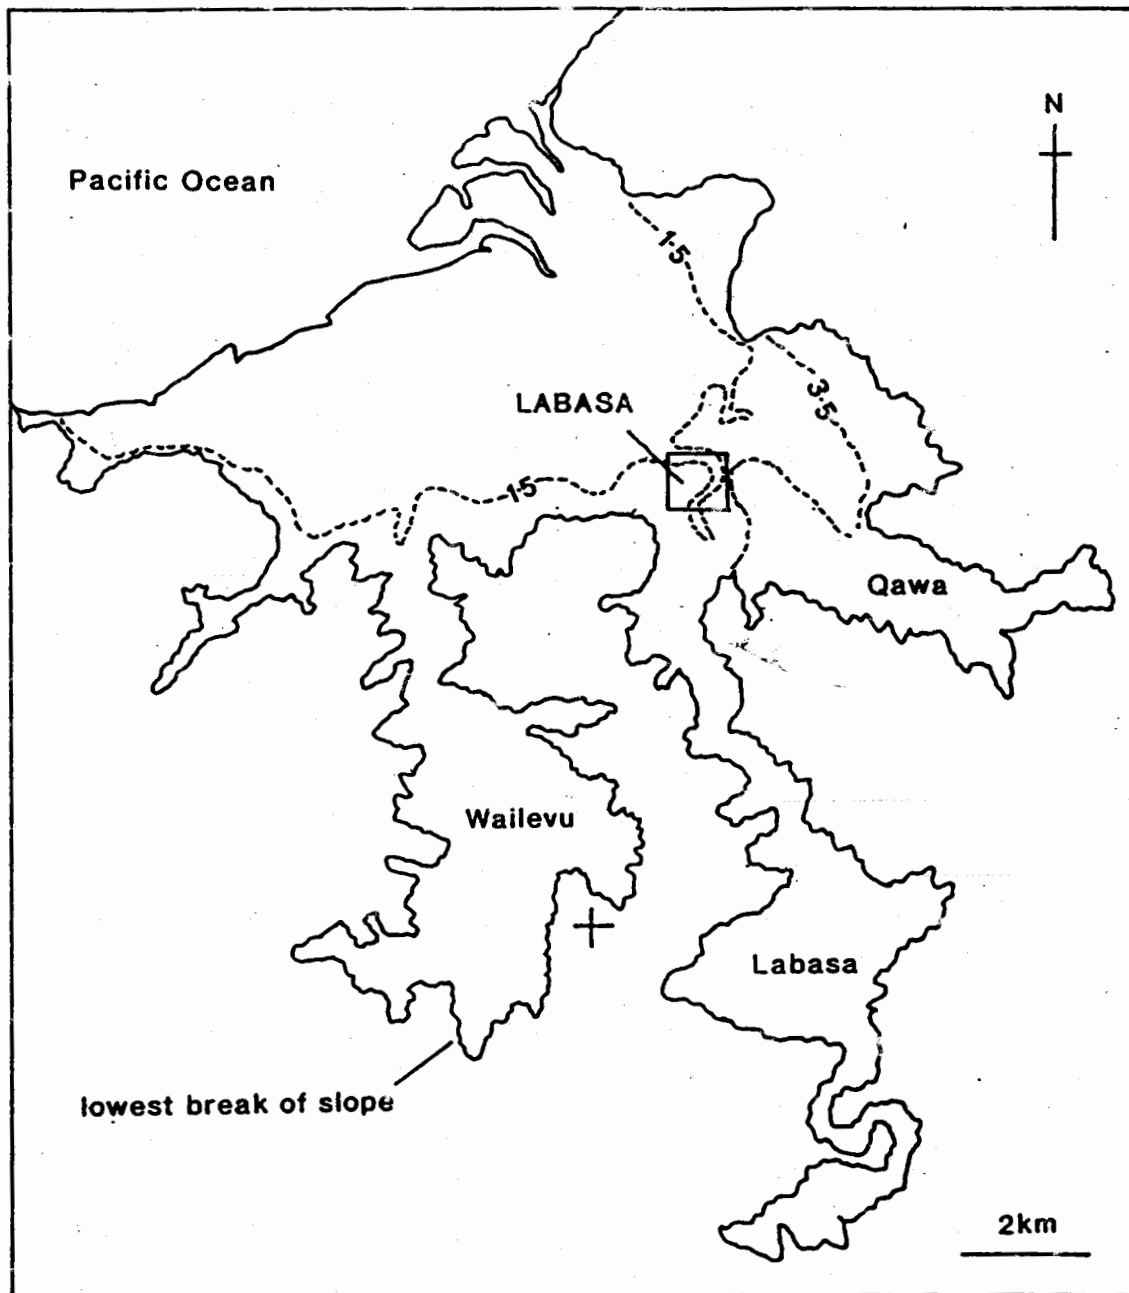 N
Pacific Ocean
1·5
LABASA
3·5
1·5
Qawa
Wailevu
Labasa
lowest break of slope
2km